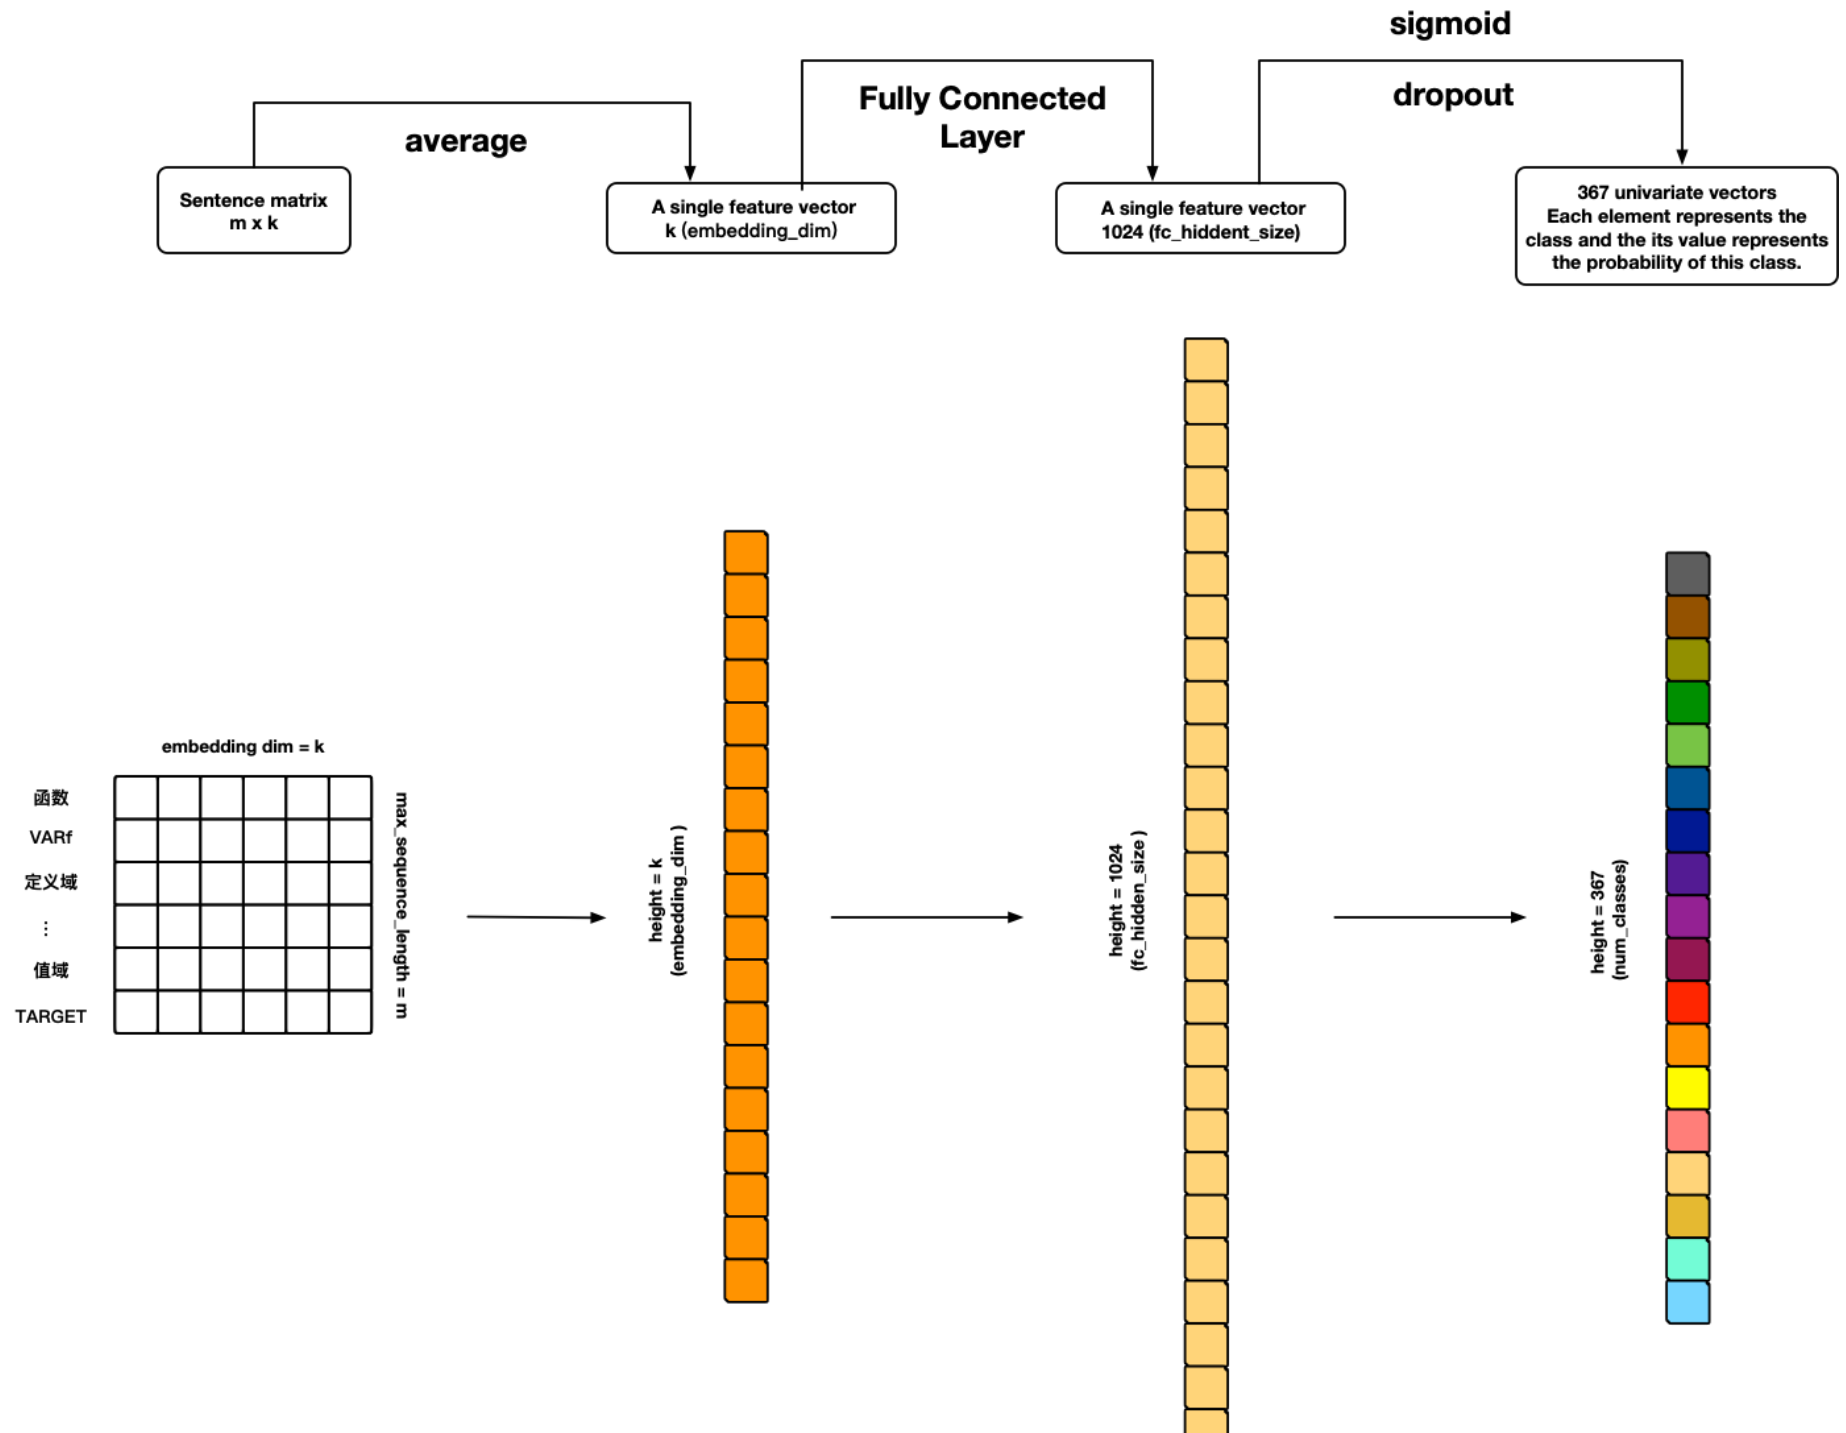 sigmoid
dropout
Fully Connected
Layer
average
Sentence matrix
m x k
A single feature vector
k (embedding_dim)
A single feature vector
1024 (fc_hiddent_size)
367 univariate vectors
Each element represents the
class and the its value represents
the probability of this class.
embedding dim = k
函数
VARf
定义域
⋮
值域
TARGET
max_sequence_length = m
height = k
(embedding_dim )
height = 1024
(fc_hidden_size )
height = 367
(num_classes)